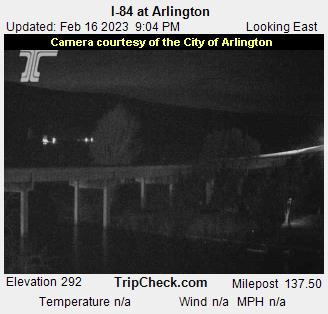 I-84 at Arlington
Updated: Feb 16 2023 9:04 PM Looking East
Camera courtesy of the City of Arlington
Elevation 292 TripCheck.com Milepost 137.50
Temperature n/a Wind n/a MPH n/a